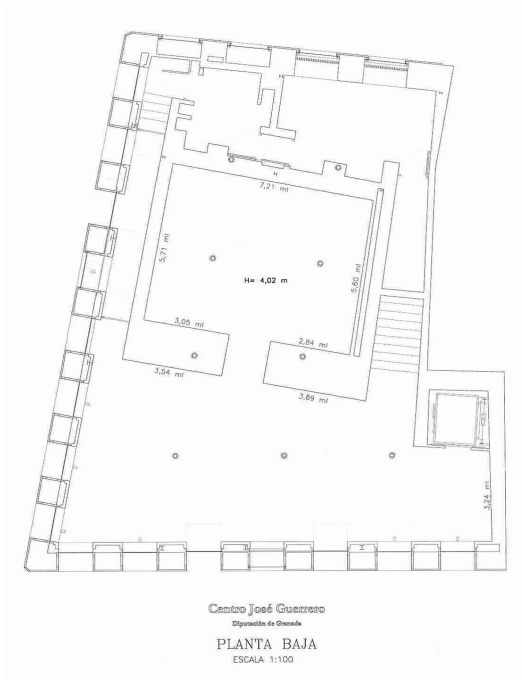 7,21 ml
5,71 ml
5,60 ml
H= 4,02 m
3,05 ml
2,84 ml
3,54 ml
3,69 ml
3,24 ml
Centro José Guerrero
Diputación de Granada
PLANTA BAJA
ESCALA 1:100